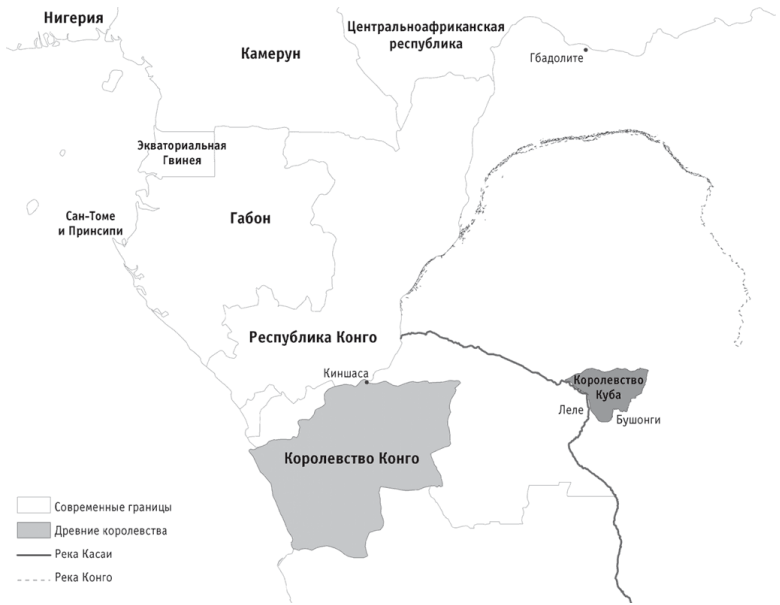 Нигерия
Камерун
Центральноафриканская
республика
Гбадолите
Экваториальная
Гвинея
Сан-Томе
и Принсипи
Габон
Республика Конго
Киншаса
Королевство
Куба
Леле
Бушонги
Королевство Конго
Современные границы
Древние королевства
Река Касаи
Река Конго